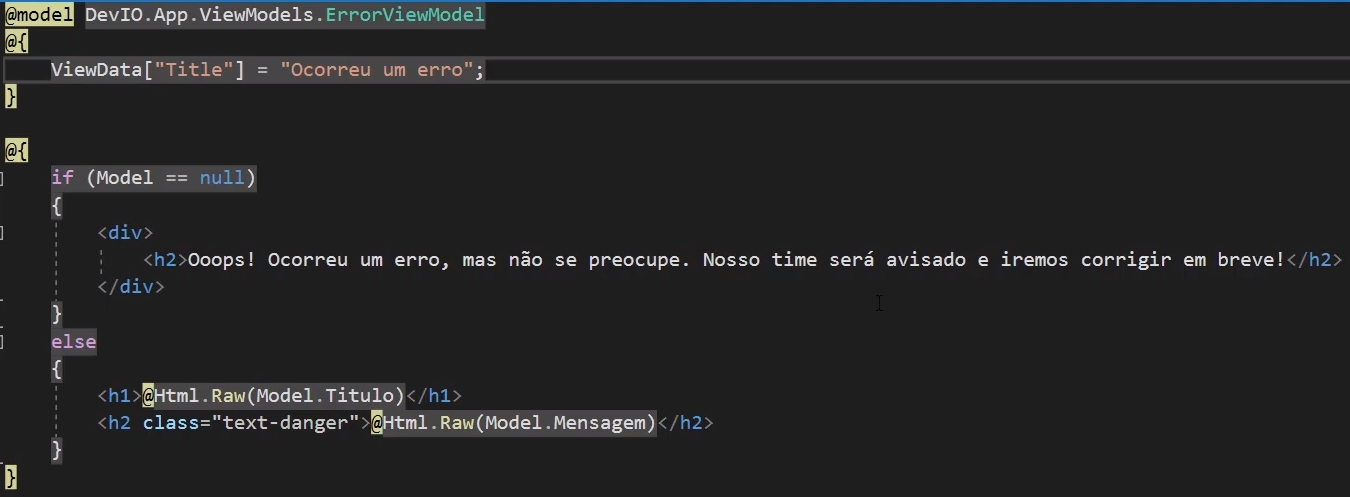 @model DevIO.App.ViewModels.ErrorViewModel
@{
    ViewData["Title"] = "Ocorreu um erro";
}
@{
    if (Model == null)
    {
        <div>
            <h2>Ooops! Ocorreu um erro, mas não se preocupe. Nosso time será avisado e iremos corrigir em breve!</h2>
        </div>
    }
    else
    {
        <h1>@Html.Raw(Model.Titulo)</h1>
        <h2 class="text-danger">@Html.Raw(Model.Mensagem)</h2>
    }
}